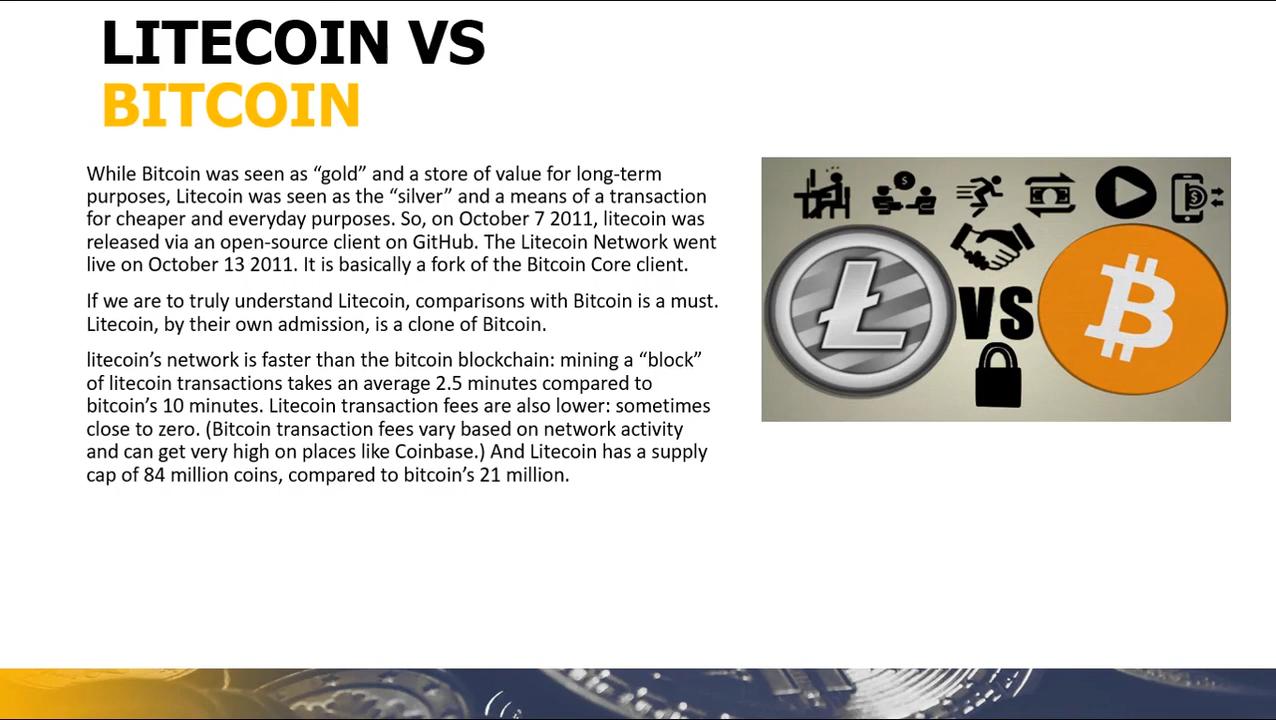 LITECOIN VS
BITCOIN
While Bitcoin was seen as “gold” and a store of value for long-term
purposes, Litecoin was seen as the “silver” and a means of a transaction
for cheaper and everyday purposes. So, on October 7 2011, litecoin was
released via an open-source client on GitHub. The Litecoin Network went
live on October 13 2011. It is basically a fork of the Bitcoin Core client.
If we are to truly understand Litecoin, comparisons with Bitcoin is a must.
Litecoin, by their own admission, is a clone of Bitcoin.
litecoin’s network is faster than the bitcoin blockchain: mining a “block”
of litecoin transactions takes an average 2.5 minutes compared to
bitcoin’s 10 minutes. Litecoin transaction fees are also lower: sometimes
close to zero. (Bitcoin transaction fees vary based on network activity
and can get very high on places like Coinbase.) And Litecoin has a supply
cap of 84 million coins, compared to bitcoin’s 21 million.
VS